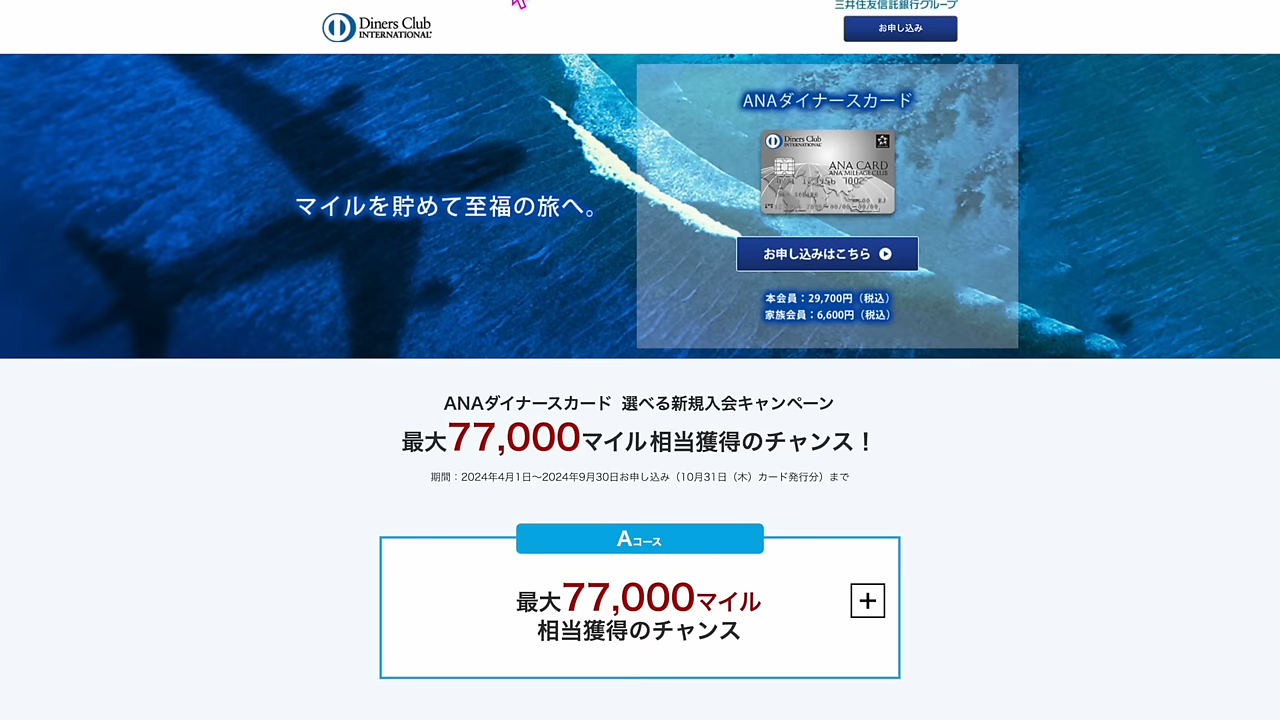 三井住友信託銀行グループ
Diners Club
INTERNATIONAL
お申し込み
ANAダイナースカード
Diners Club
INTERNATIONAL
ANA CARD
ANA MILEAGE CLUB
マイルを貯めて至福の旅へ。
お申し込みはこちら
本会員：29,700円（税込）
家族会員：6,600円（税込）
ANAダイナースカード 選べる新規入会キャンペーン
最大77,000マイル相当獲得のチャンス！
期間：2024年4月1日～2024年9月30日お申し込み（10月31日（木）カード発行分）まで
Aコース
最大77,000マイル
相当獲得のチャンス